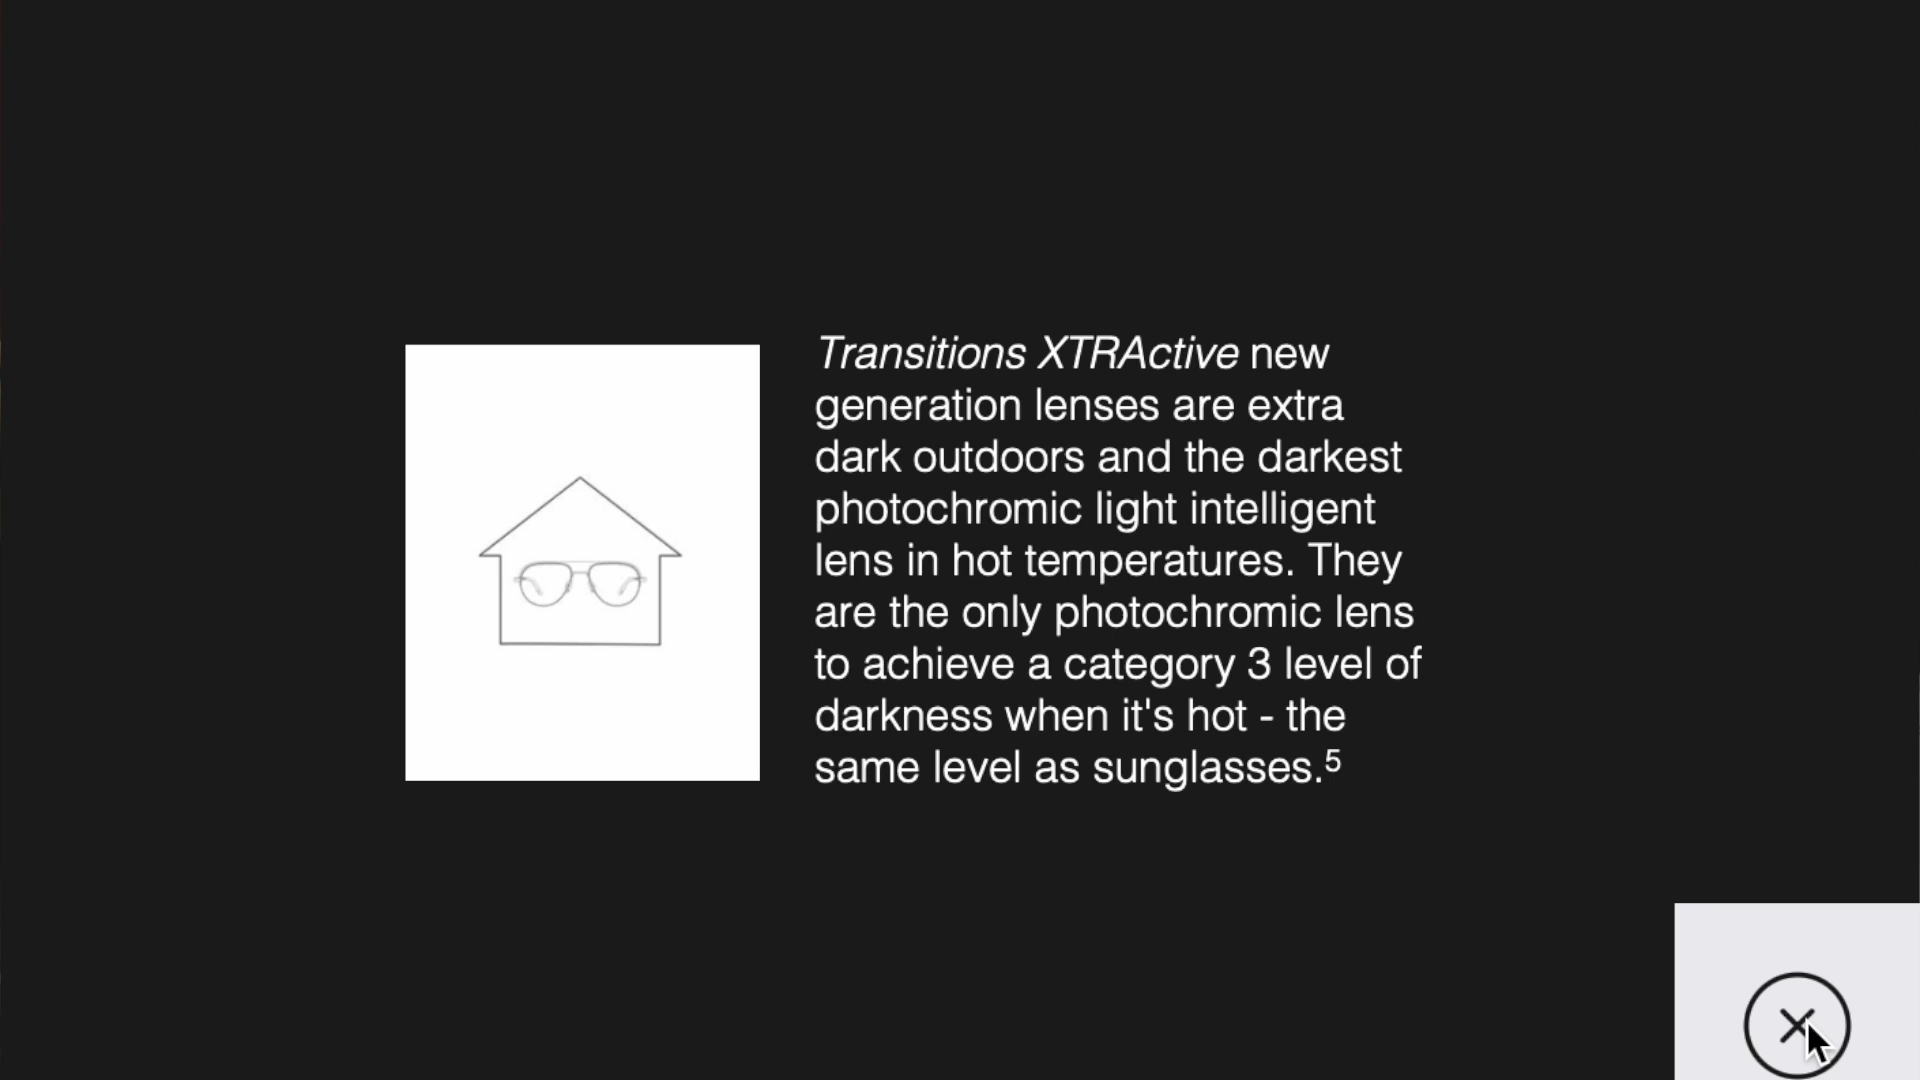 Transitions XTRActive new
generation lenses are extra
dark outdoors and the darkest
photochromic light intelligent
lens in hot temperatures. They
are the only photochromic lens
to achieve a category 3 level of
darkness when it's hot - the
same level as sunglasses.⁵